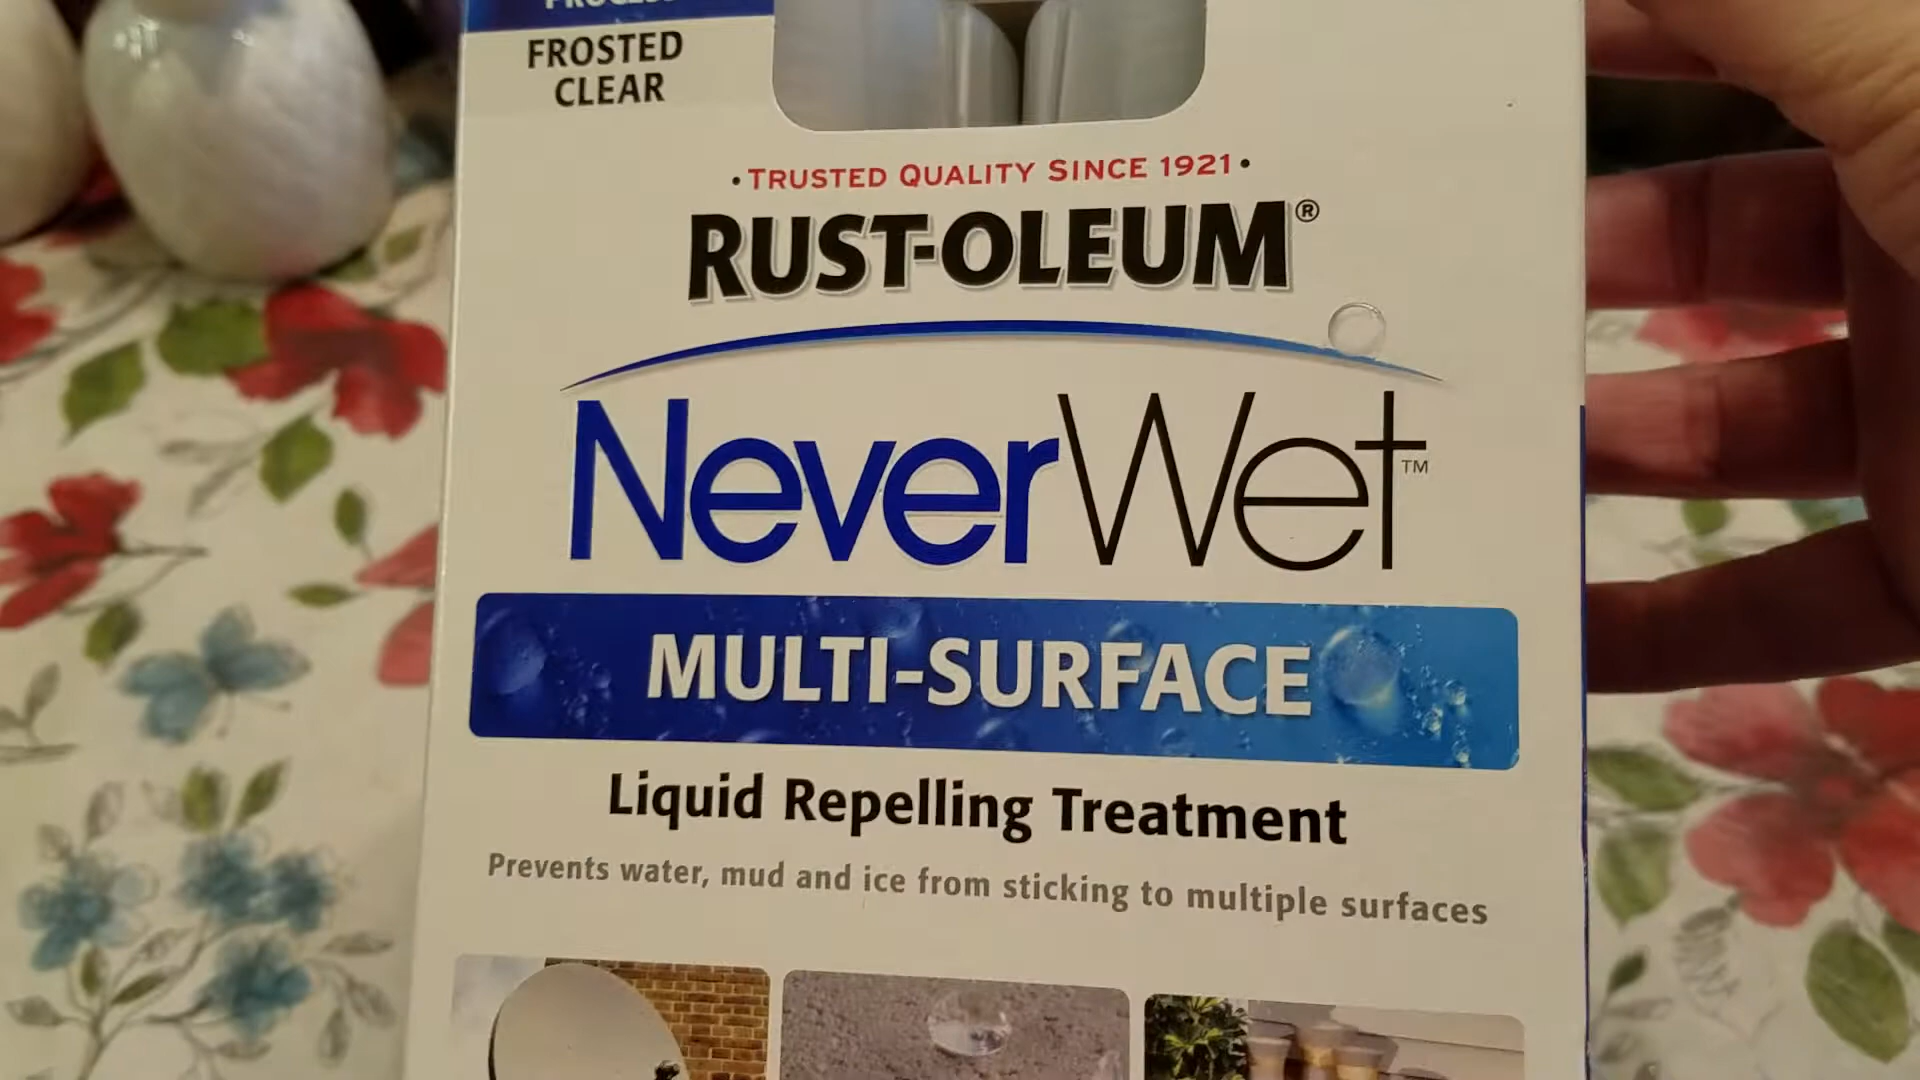 PROCESS
FROSTED
CLEAR
• TRUSTED QUALITY SINCE 1921 •
RUST-OLEUM®
NeverWet™
MULTI-SURFACE
Liquid Repelling Treatment
Prevents water, mud and ice from sticking to multiple surfaces